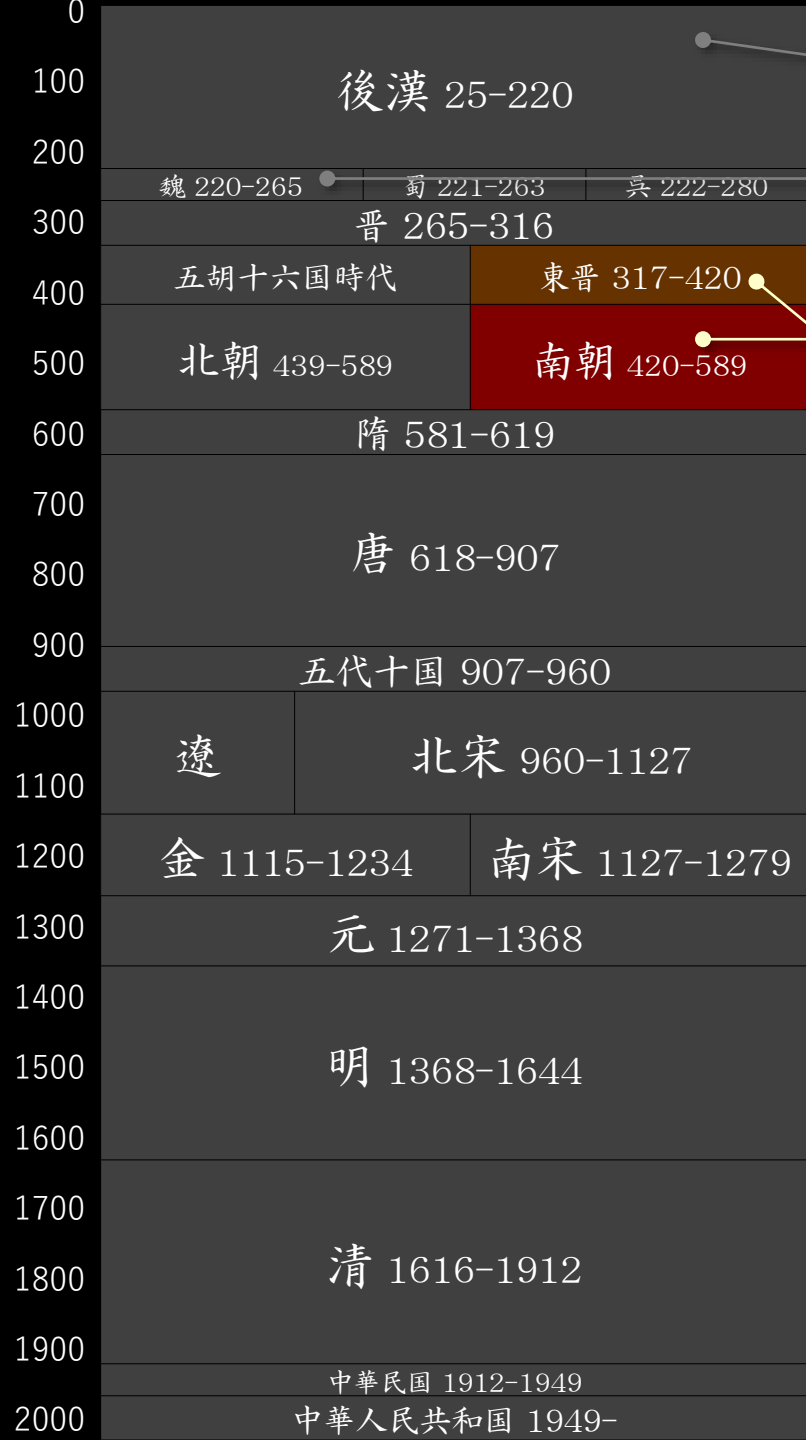 0
100
後漢 25-220
200
魏 220-265
蜀 221-263
呉 222-280
300
晋 265-316
五胡十六国時代
東晋 317-420
400
500
北朝 439-589
南朝 420-589
600
隋 581-619
700
唐 618-907
800
900
五代十国 907-960
1000
遼
北宋 960-1127
1100
1200
金 1115-1234
南宋 1127-1279
1300
元 1271-1368
1400
1500
明 1368-1644
1600
1700
清 1616-1912
1800
1900
中華民国 1912-1949
2000
中華人民共和国 1949-